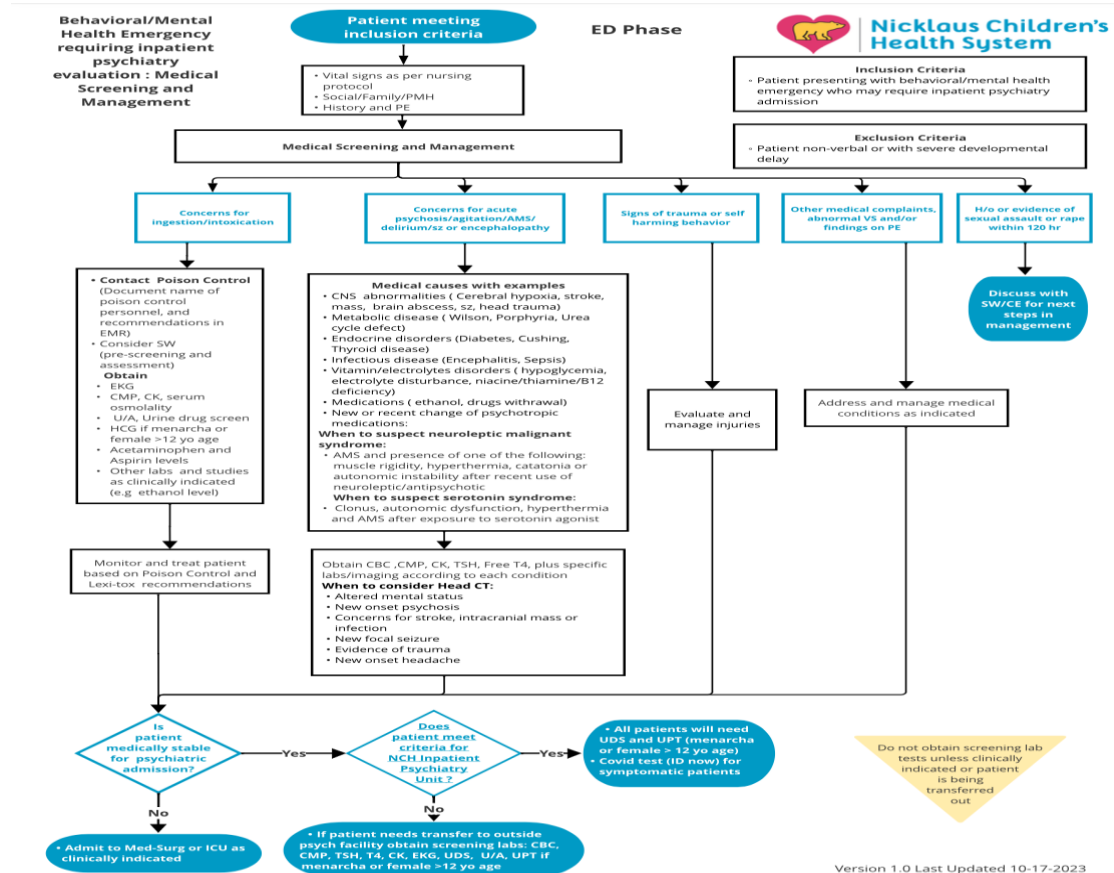 Behavioral/Mental
Health Emergency
requiring inpatient
psychiatry
evaluation : Medical
Screening and
Management
Patient meeting
inclusion criteria
ED Phase
Nicklaus Children's
Health System
• Vital signs as per nursing
protocol
• Social/Family/PMH
• History and PE
Inclusion Criteria
◦ Patient presenting with behavioral/mental health
emergency who may require inpatient psychiatry
admission
Exclusion Criteria
◦ Patient non-verbal or with severe developmental
delay
Medical Screening and Management
Concerns for
ingestion/intoxication
Concerns for acute
psychosis/agitation/AMS/
delirium/sz or encephalopathy
Signs of trauma or self
harming behavior
Other medical complaints,
abnormal VS and/or
findings on PE
H/o or evidence of
sexual assault or rape
within 120 hr
• Contact Poison Control
(Document name of
poison control
personnel, and
recommendations in
EMR)
• Consider SW
(pre-screening and
assessment)
Obtain
• EKG
• CMP, CK, serum
osmolality
• U/A, Urine drug screen
• HCG if menarcha or
female >12 yo age
• Acetaminophen and
Aspirin levels
• Other labs and studies
as clinically indicated
(e.g ethanol level)
Medical causes with examples
• CNS abnormalities ( Cerebral hypoxia, stroke,
mass, brain abscess, sz, head trauma)
• Metabolic disease ( Wilson, Porphyria, Urea
cycle defect)
• Endocrine disorders (Diabetes, Cushing,
Thyroid disease)
• Infectious disease (Encephalitis, Sepsis)
• Vitamin/electrolytes disorders ( hypoglycemia,
electrolyte disturbance, niacine/thiamine/B12
deficiency)
• Medications ( ethanol, drugs withrawal)
• New or recent change of psychotropic
medications:
When to suspect neuroleptic malignant
syndrome:
• AMS and presence of one of the following:
muscle rigidity, hyperthermia, catatonia or
autonomic instability after recent use of
neuroleptic/antipsychotic
When to suspect serotonin syndrome:
• Clonus, autonomic dysfunction, hyperthermia
and AMS after exposure to serotonin agonist
Discuss with
SW/CE for next
steps in
management
Evaluate and
manage injuries
Address and manage medical
conditions as indicated
Monitor and treat patient
based on Poison Control and
Lexi-tox recommendations
Obtain CBC ,CMP, CK, TSH, Free T4, plus specific
labs/imaging according to each condition
When to consider Head CT:
• Altered mental status
• New onset psychosis
• Concerns for stroke, intracranial mass or
infection
• New focal seizure
• Evidence of trauma
• New onset headache
Is
patient
medically stable
for psychiatric
admission?
Yes
Does
patient meet
criteria for
NCH Inpatient
Psychiatry
Unit ?
Yes
• All patients will need
UDS and UPT (menarcha
or female > 12 yo age)
• Covid test (ID now) for
symptomatic patients
Do not obtain screening lab
tests unless clinically
indicated or patient
is being
transferred
out
No
No
• Admit to Med-Surg or ICU as
clinically indicated
• If patient needs transfer to outside
psych facility obtain screening labs: CBC,
CMP, TSH, T4, CK, EKG, UDS, U/A, UPT if
menarcha or female >12 yo age
Version 1.0 Last Updated 10-17-2023